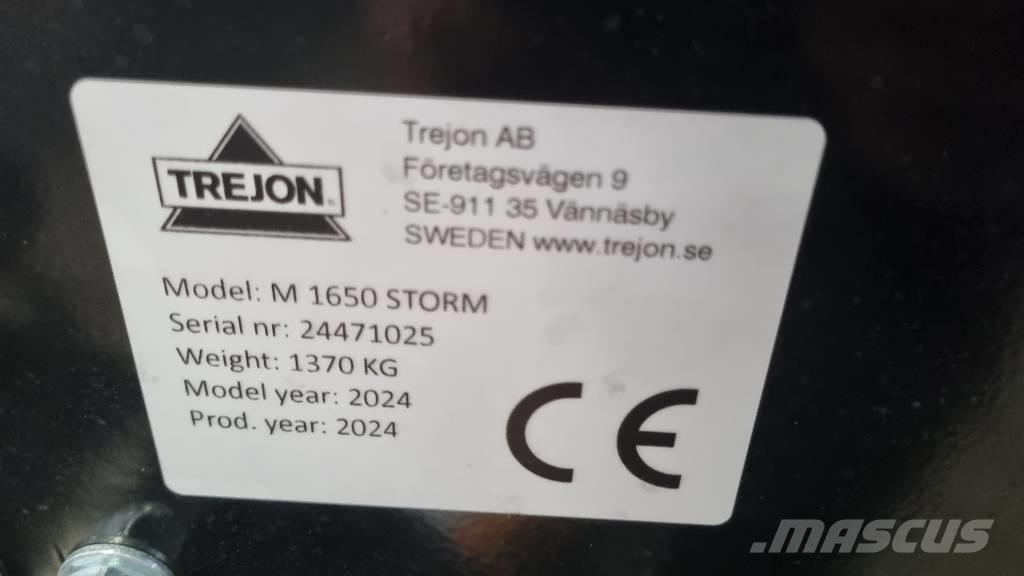 TREJON
Trejon AB
Företagsvägen 9
SE-911 35 Vännäsby
SWEDEN www.trejon.se
Model: M 1650 STORM
Serial nr: 24471025
Weight: 1370 KG
Model year: 2024
Prod. year: 2024
CE
.MASCUS